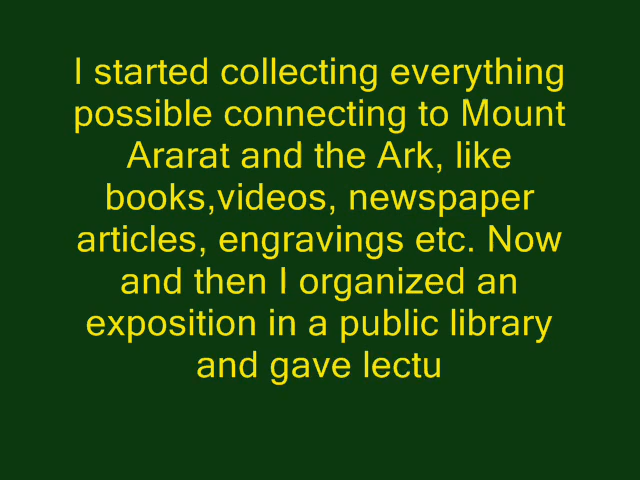 I started collecting everything
possible connecting to Mount
Ararat and the Ark, like
books,videos, newspaper
articles, engravings etc. Now
and then I organized an
exposition in a public library
and gave lectu